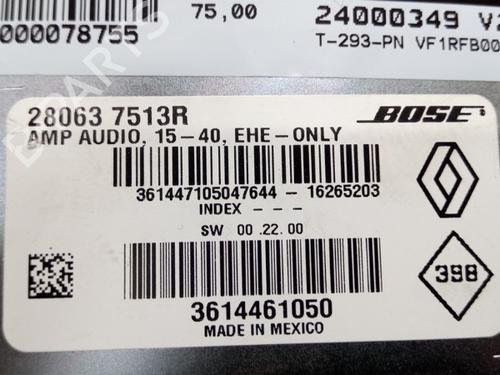 000078755
75,00
24000349
T-293-PN VF1RFB00
28063 7513R
BOSE
AMP AUDIO, 15-40, EHE-ONLY
361447105047644 - 16265203
INDEX - - -
SW 00.22.00
398
3614461050
MADE IN MEXICO